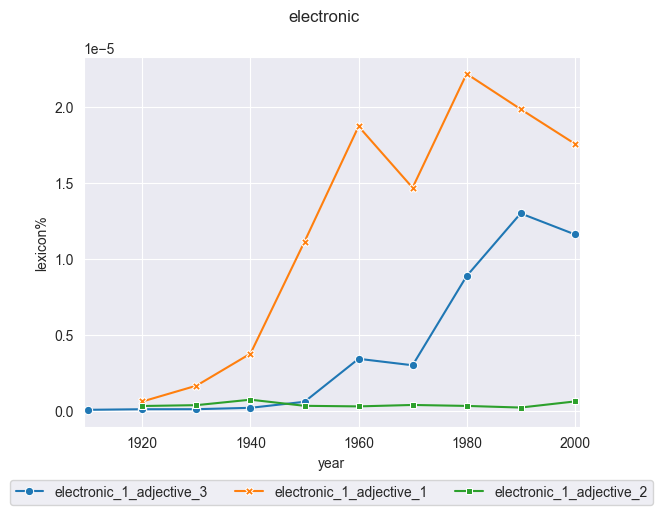 electronic
1e−5
2.0
1.5
1.0
0.5
0.0
lexicon%
1920 1940 1960 1980 2000
year
electronic_1_adjective_3 electronic_1_adjective_1 electronic_1_adjective_2